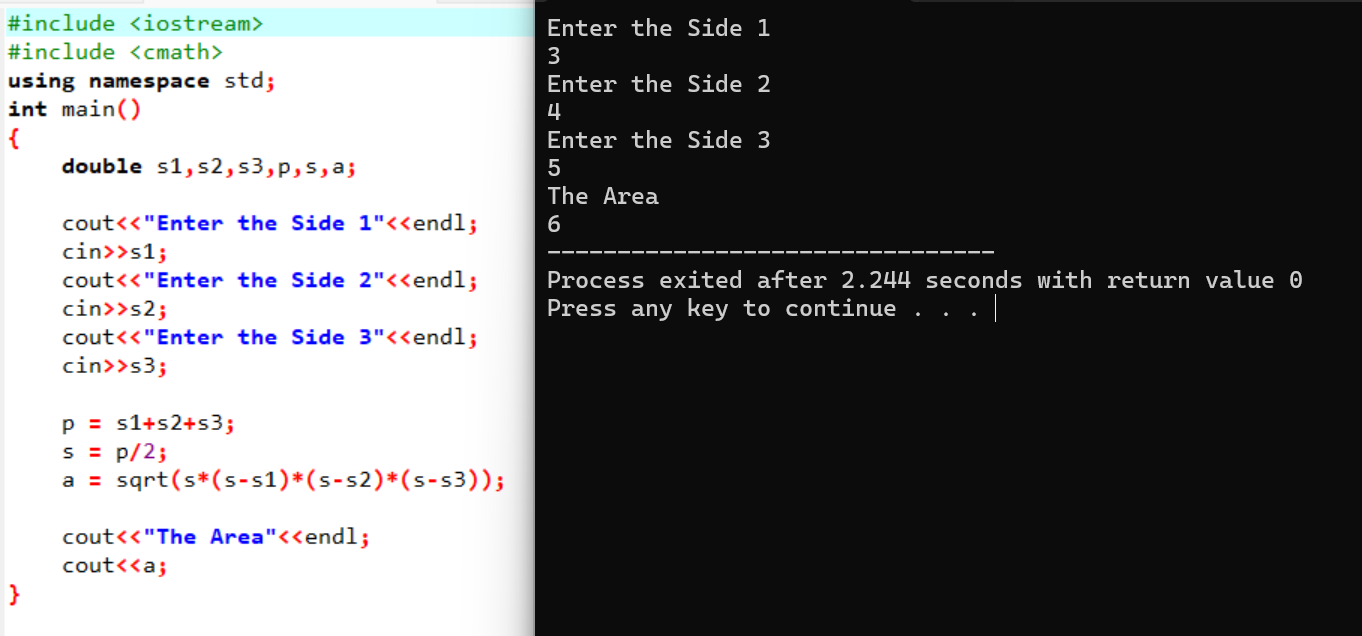 #include <iostream>
#include <cmath>
using namespace std;
int main()
{
    double s1,s2,s3,p,s,a;
    cout<<"Enter the Side 1"<<endl;
    cin>>s1;
    cout<<"Enter the Side 2"<<endl;
    cin>>s2;
    cout<<"Enter the Side 3"<<endl;
    cin>>s3;
    p = s1+s2+s3;
    s = p/2;
    a = sqrt(s*(s-s1)*(s-s2)*(s-s3));
    cout<<"The Area"<<endl;
    cout<<a;
}
Enter the Side 1
3
Enter the Side 2
4
Enter the Side 3
5
The Area
6
--------------------------------
Process exited after 2.244 seconds with return value 0
Press any key to continue . . .